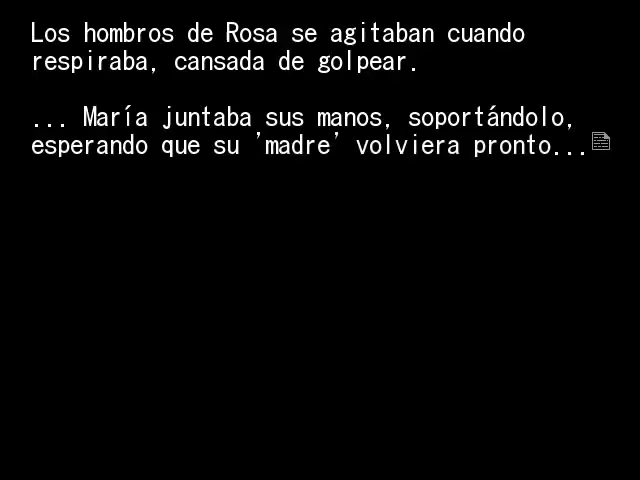 Los hombros de Rosa se agitaban cuando
respiraba, cansada de golpear.
... María juntaba sus manos, soportándolo,
esperando que su 'madre' volviera pronto...